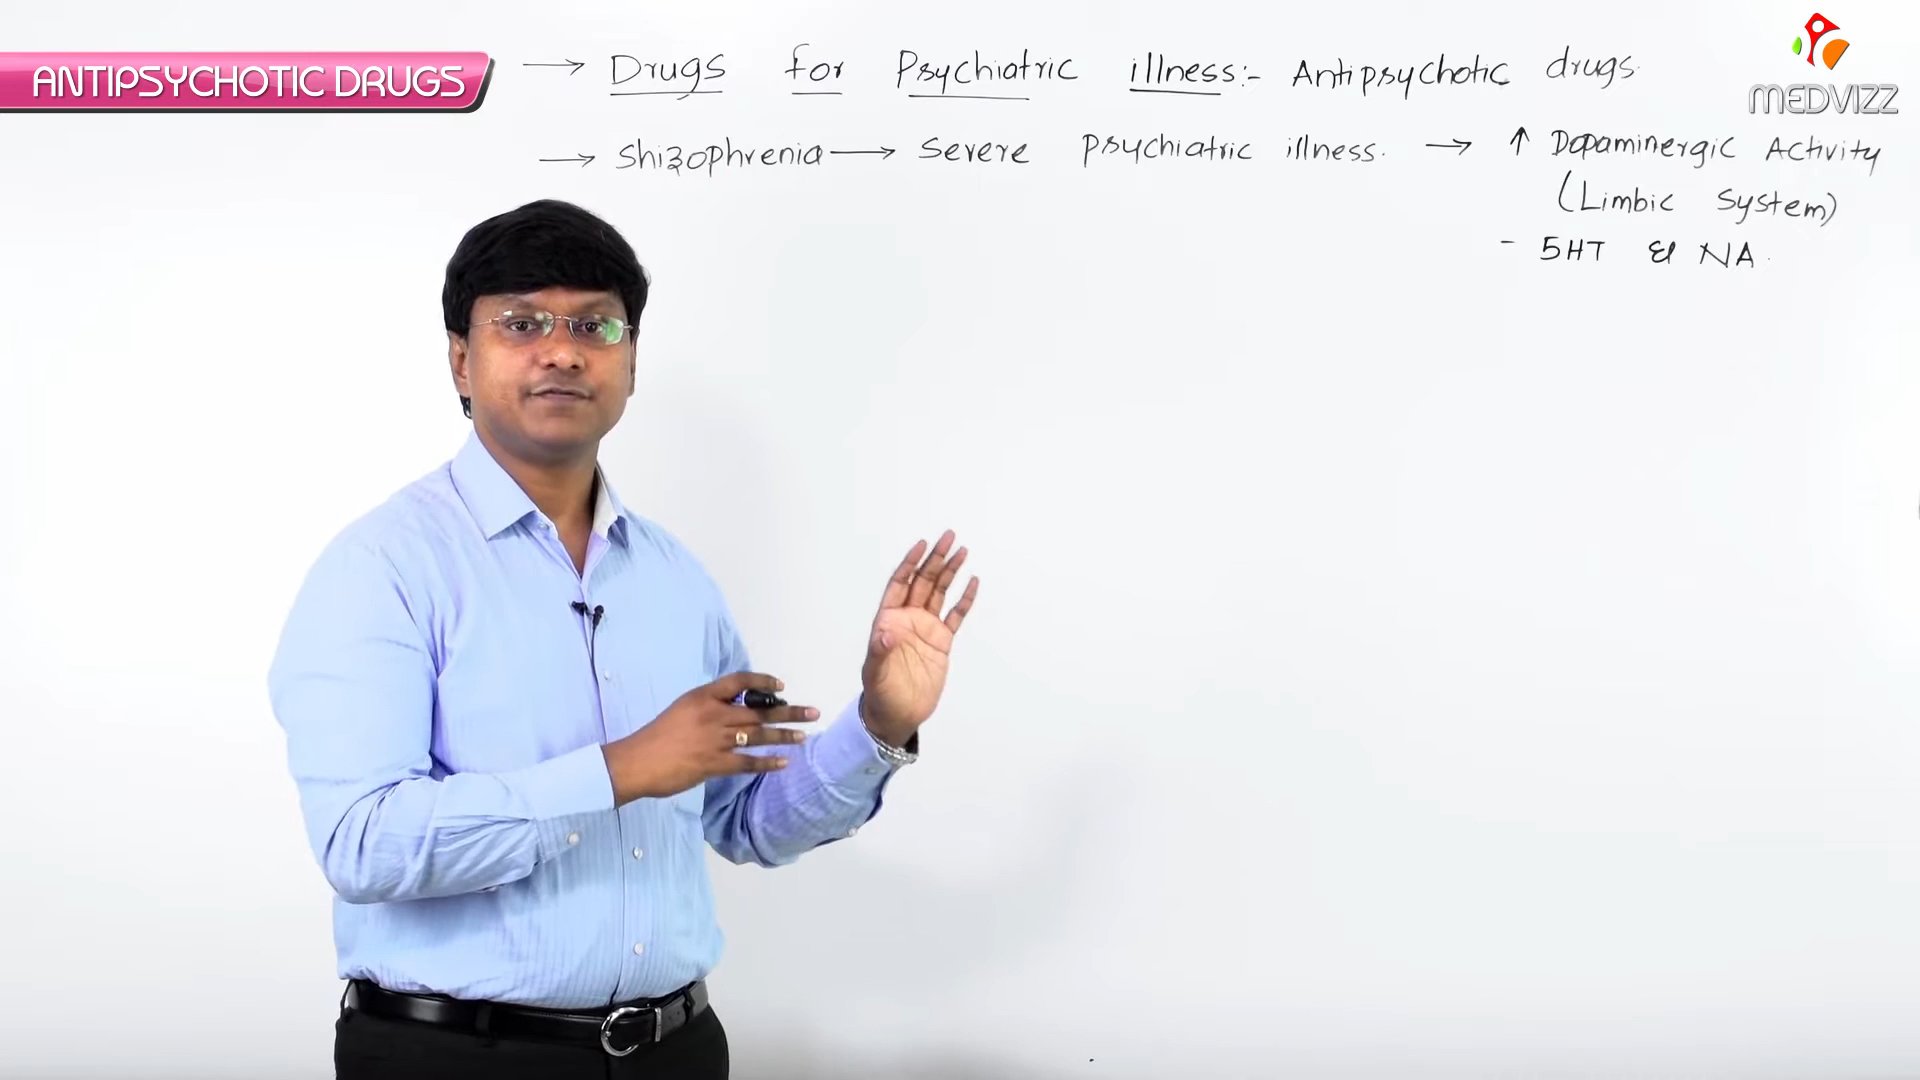 ANTIPSYCHOTIC DRUGS
→ Drugs for Psychiatric illness:- Antipsychotic drugs.
MEDVIZZ
→ Shizophrenia → Severe psychiatric illness. → ↑ Dopaminergic Activity
(Limbic System)
- 5HT & NA.